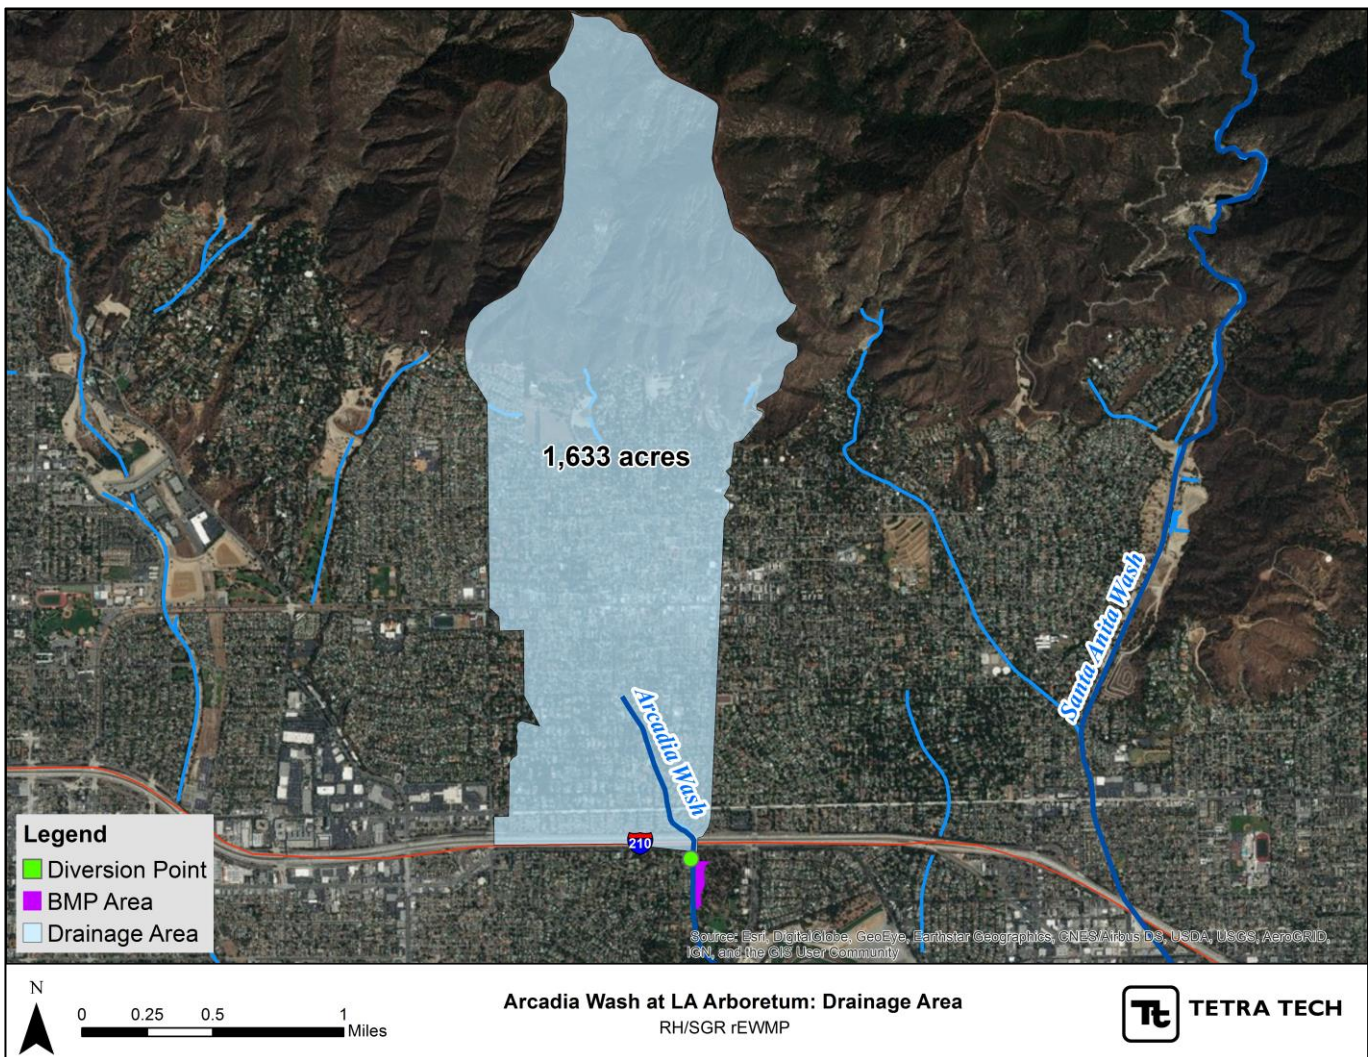 1,633 acres
Santa Anita Wash
Arcadia Wash
210
Legend
Diversion Point
BMP Area
Drainage Area
Source: Esri, DigitalGlobe, GeoEye, Earthstar Geographics, CNES/Airbus DS, USDA, USGS, AeroGRID,
IGN, and the GIS User Community
N
0 0.25 0.5 1
Miles
Arcadia Wash at LA Arboretum: Drainage Area
RH/SGR rEWMP
Tt TETRA TECH